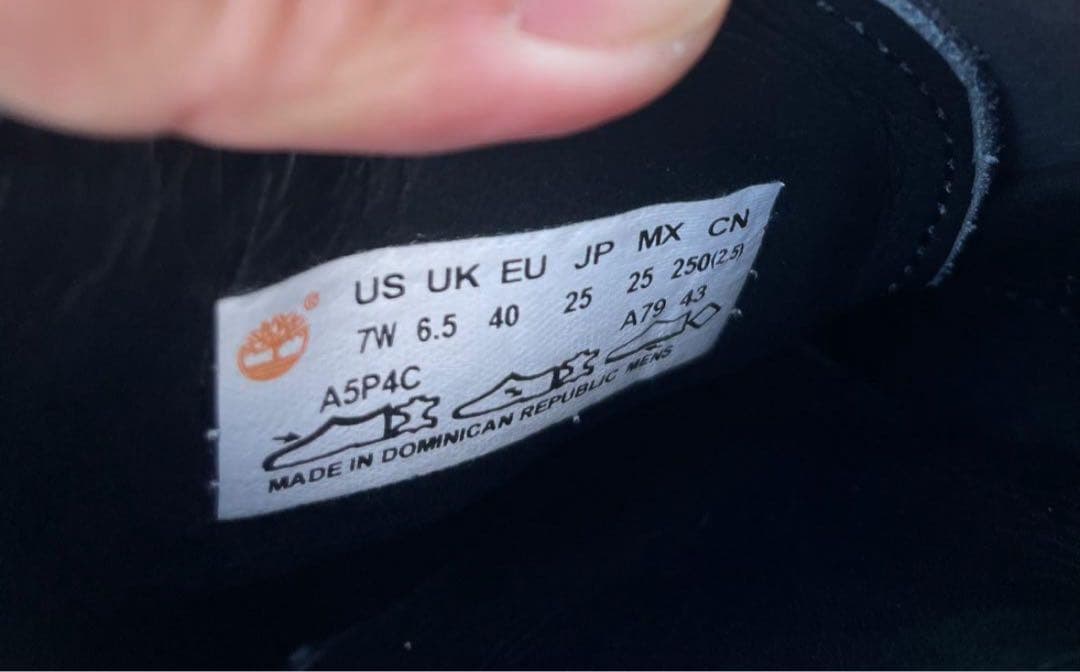 US UK EU JP MX CN
7W 6.5 40 25 25 250(2.5)
A5P4C A79 43
MADE IN DOMINICAN REPUBLIC MENS
®